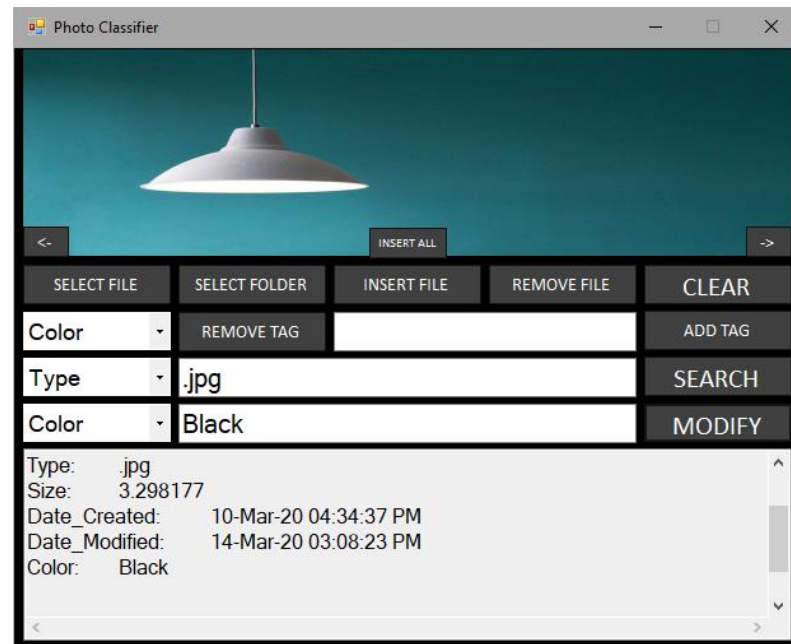 Photo Classifier
<-
INSERT ALL
->
SELECT FILE
SELECT FOLDER
INSERT FILE
REMOVE FILE
CLEAR
Color
REMOVE TAG
ADD TAG
Type
.jpg
SEARCH
Color
Black
MODIFY
Type: .jpg
Size: 3.298177
Date_Created: 10-Mar-20 04:34:37 PM
Date_Modified: 14-Mar-20 03:08:23 PM
Color: Black